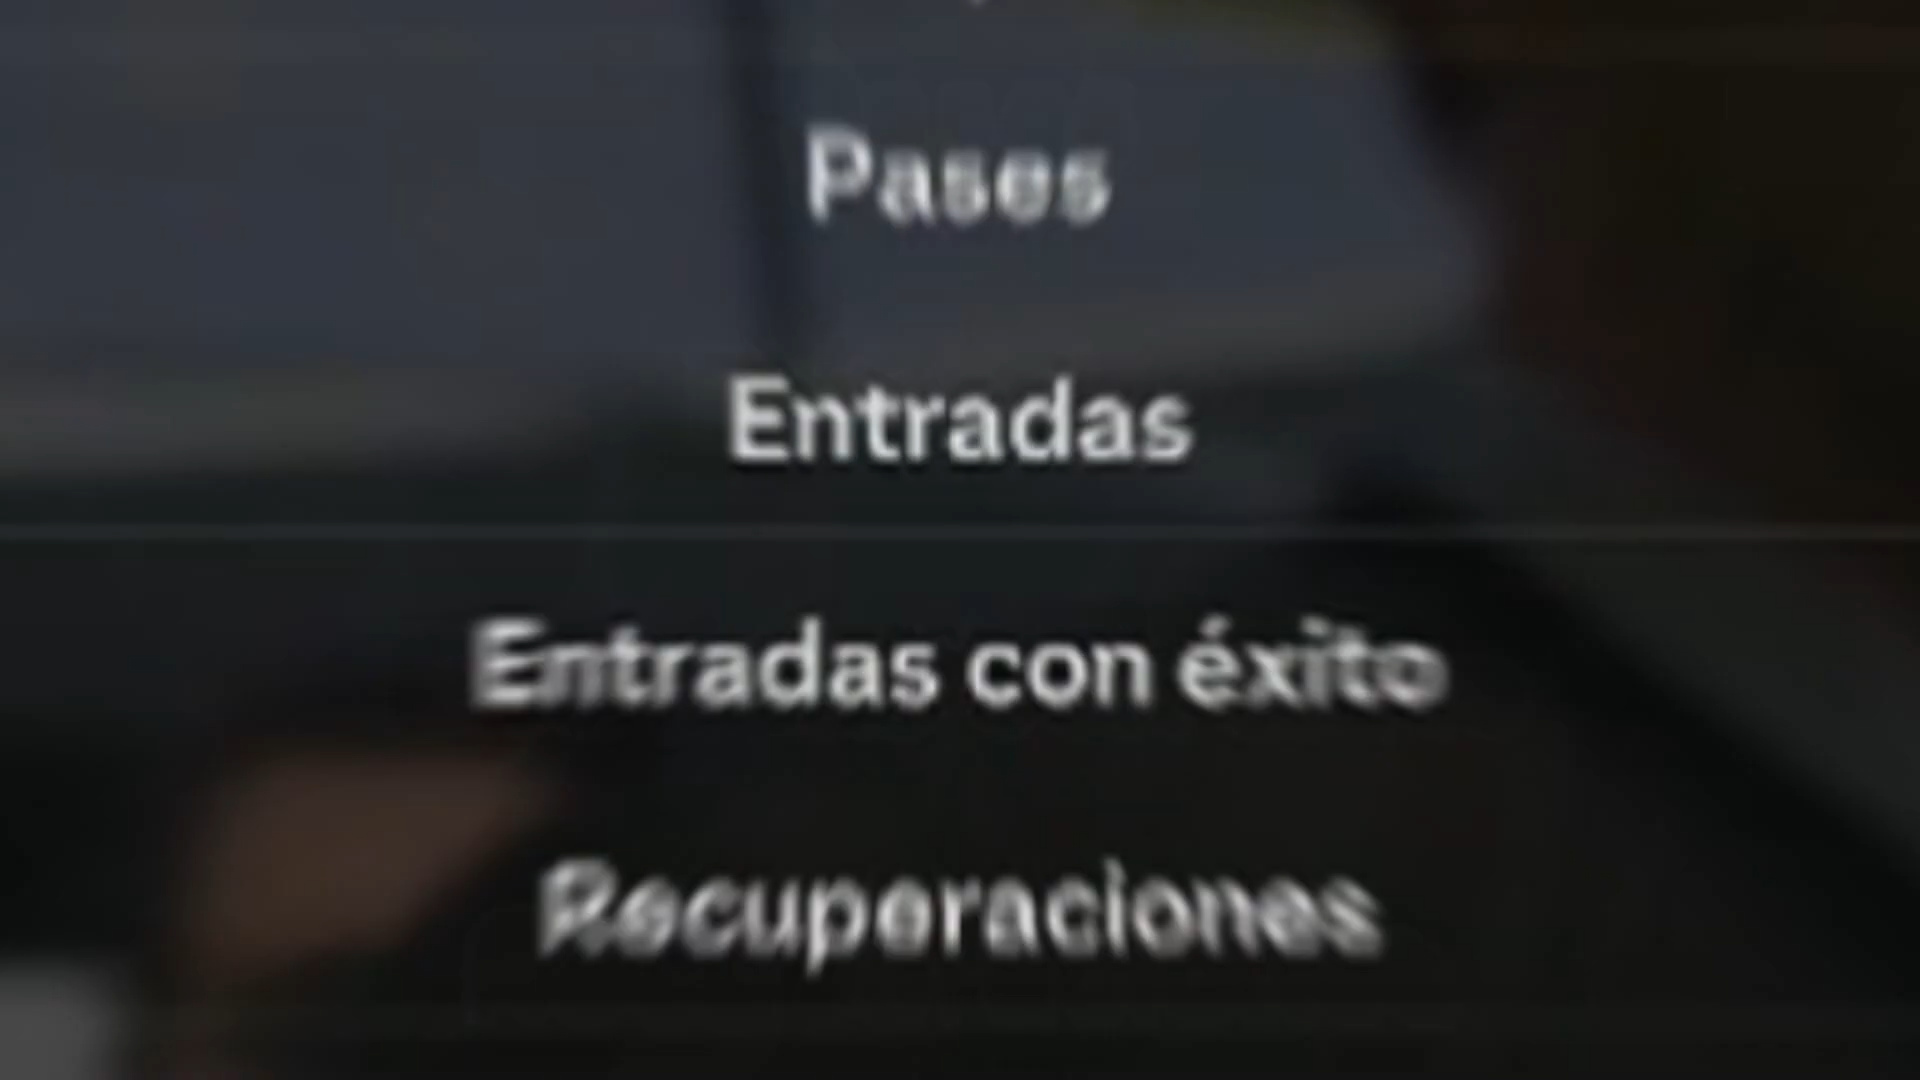 Pases
Entradas
Entradas con éxito
Recuperaciones